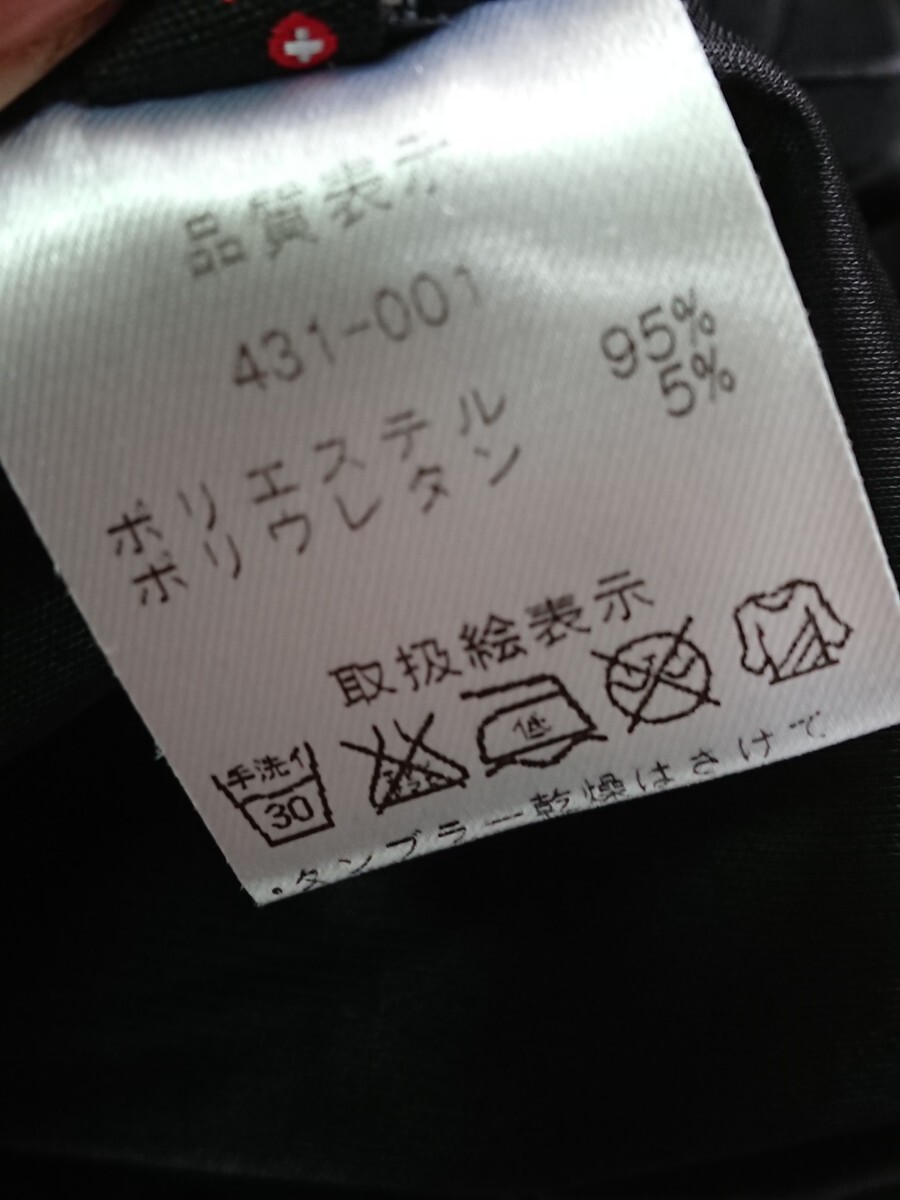 品質表示
431-001
ポリエステル 95%
ポリウレタン 5%
取扱絵表示
手洗イ 30
低
・タンブラー乾燥はさけて